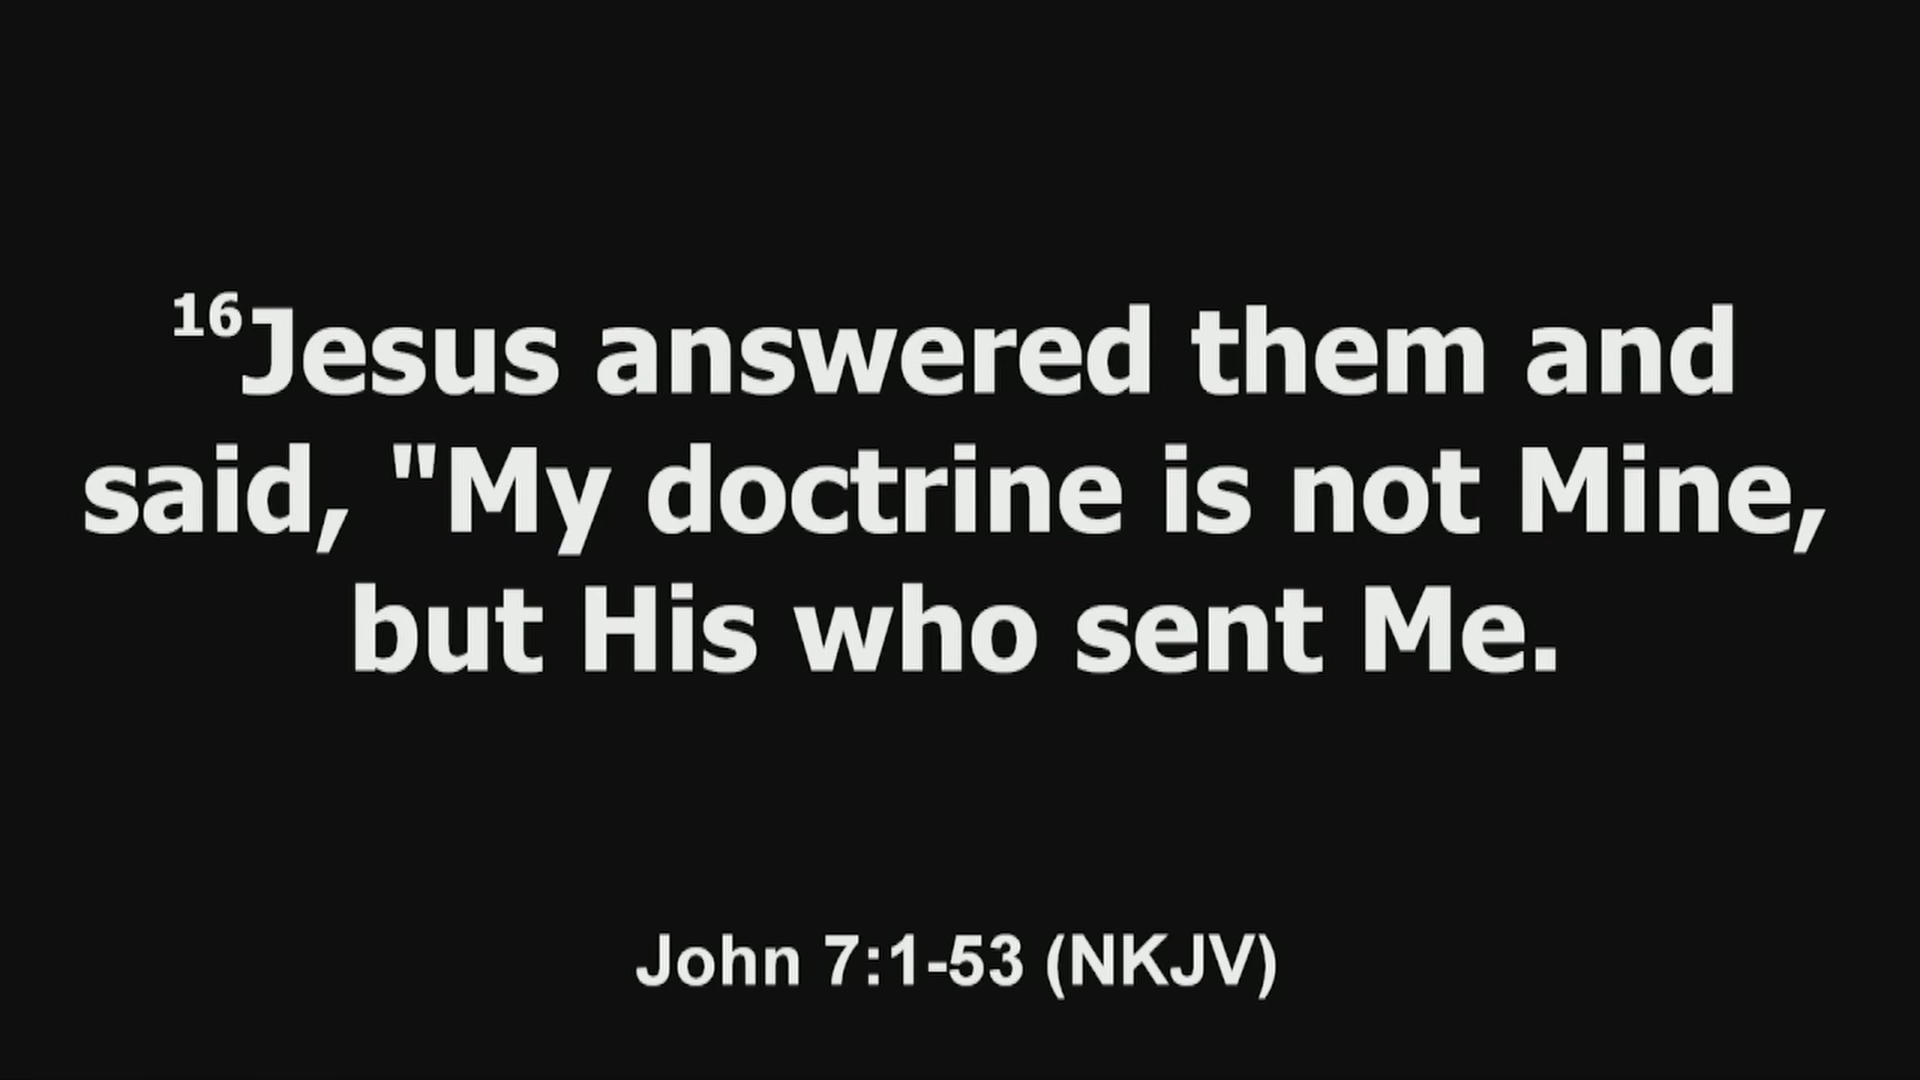 16Jesus answered them and
said, "My doctrine is not Mine,
but His who sent Me.
John 7:1-53 (NKJV)